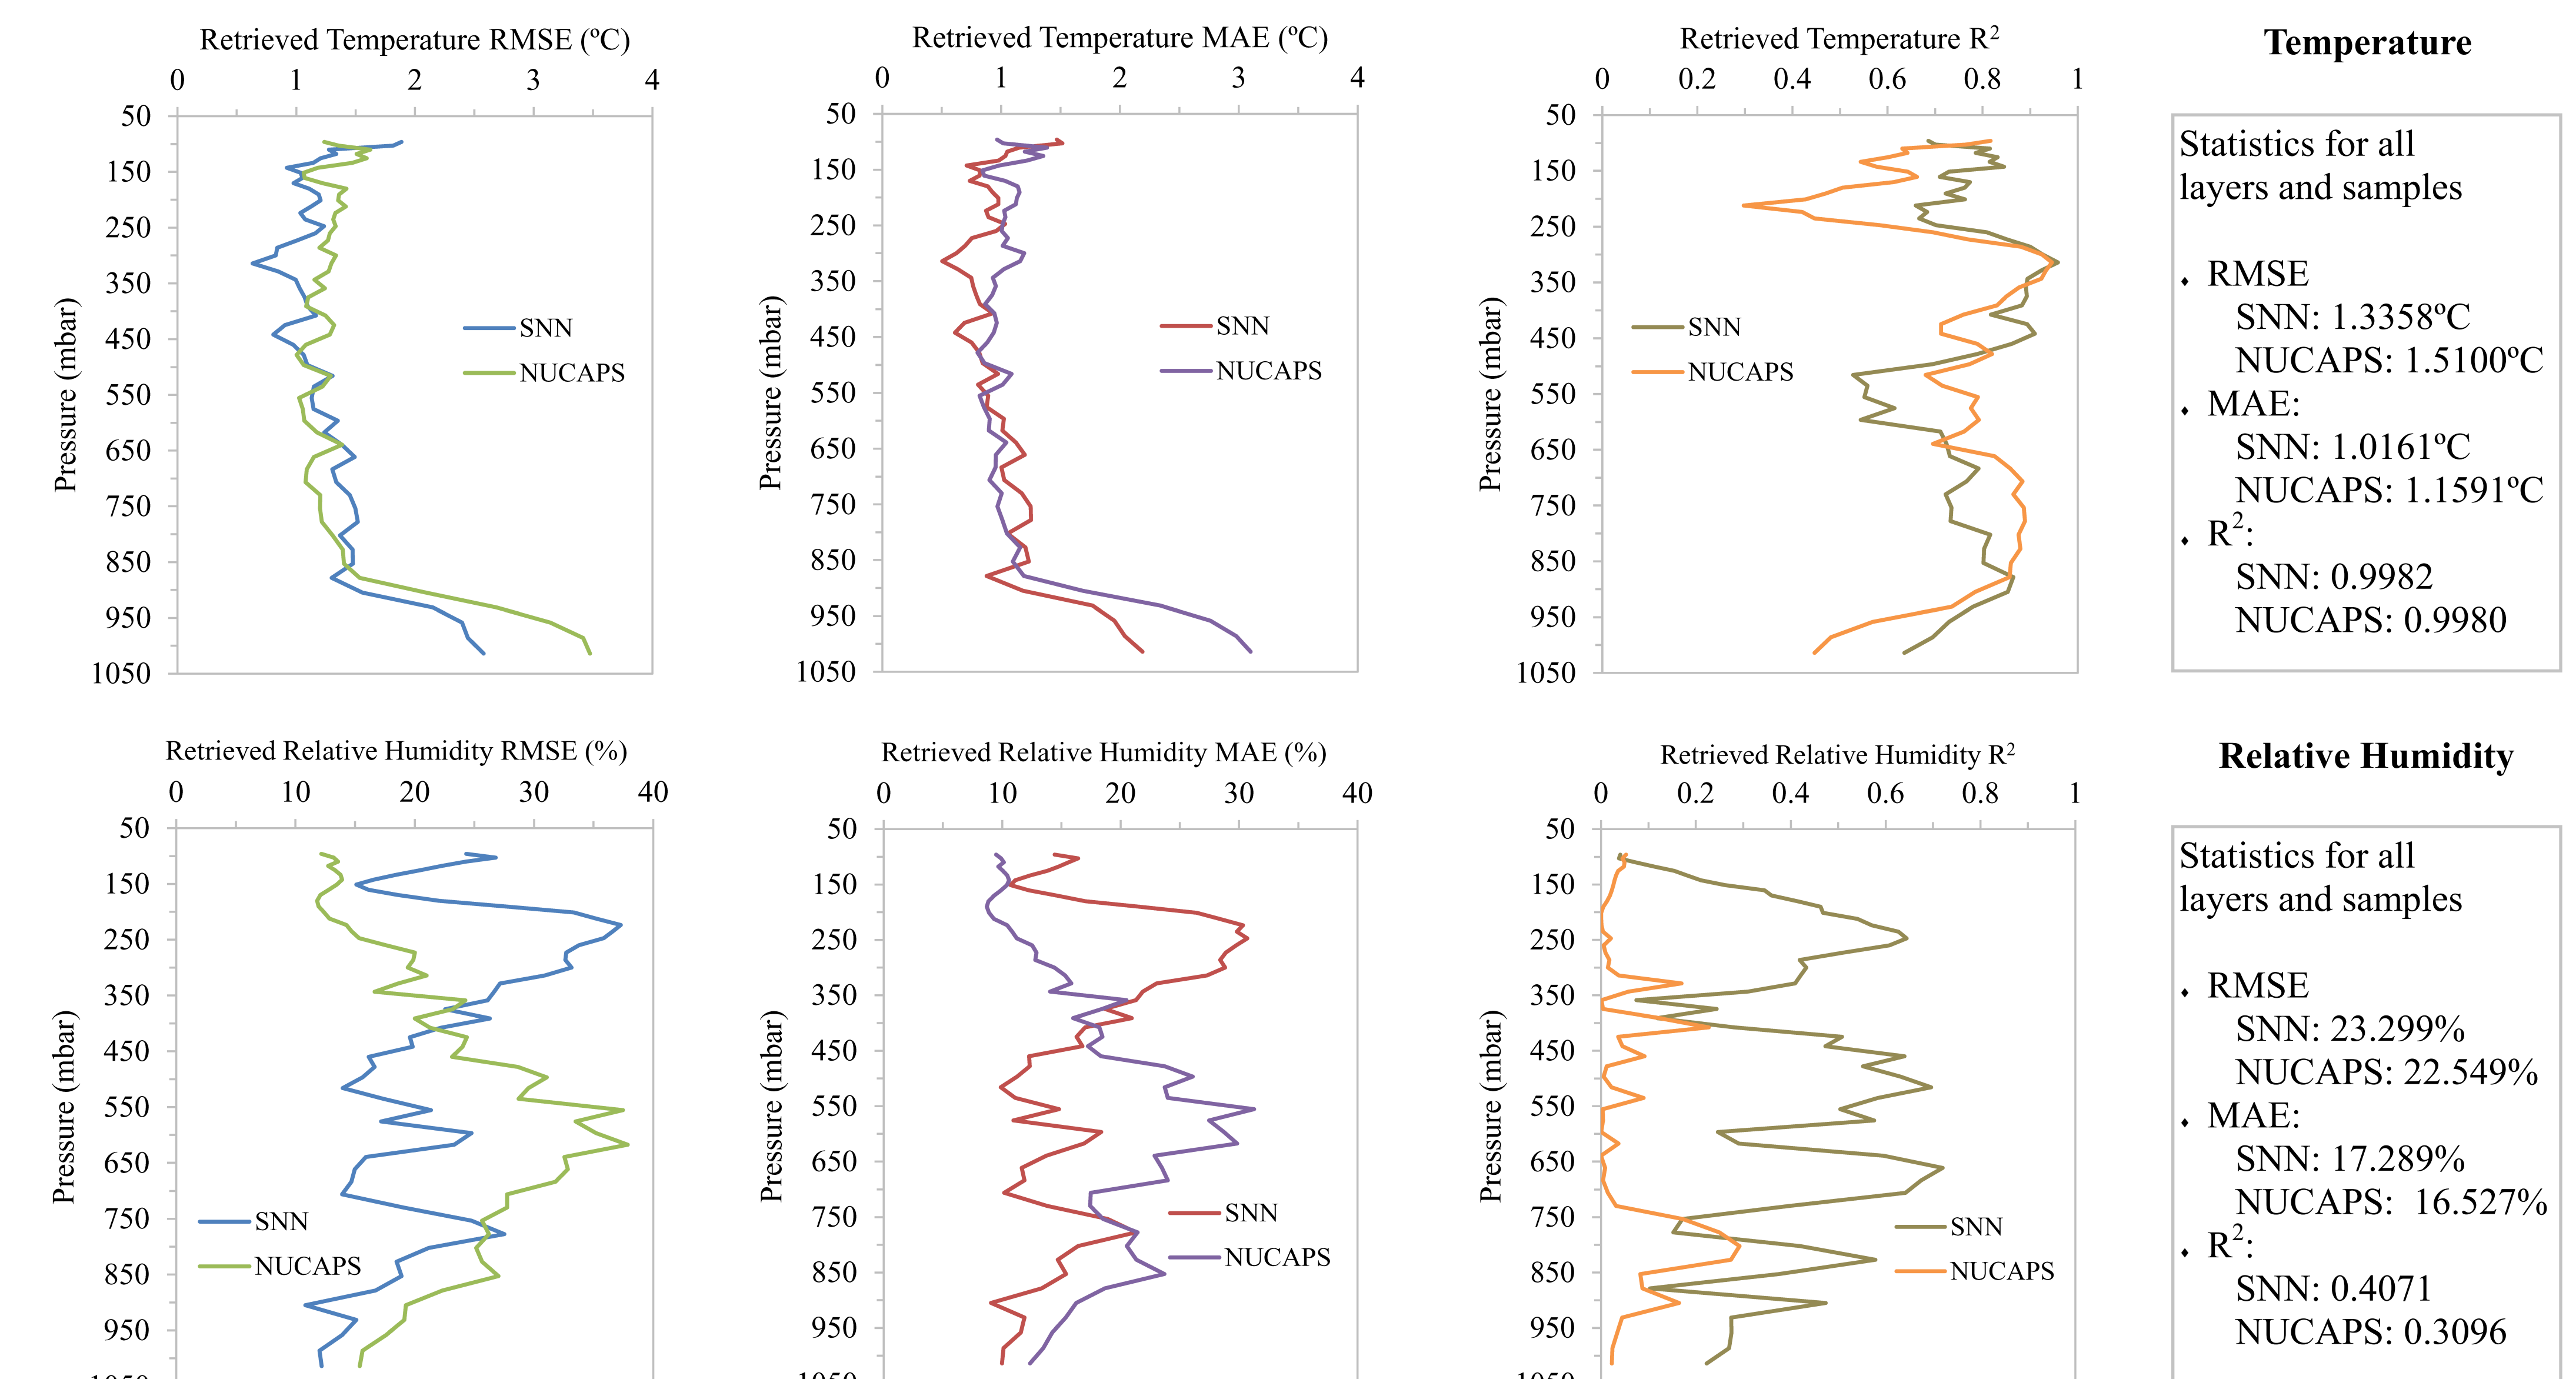 Retrieved Temperature RMSE (ºC)
0 1 2 3 4
50
150
250
350
450
550
650
750
850
950
1050
Pressure (mbar)
SNN
NUCAPS
Retrieved Temperature MAE (ºC)
0 1 2 3 4
50
150
250
350
450
550
650
750
850
950
1050
Pressure (mbar)
SNN
NUCAPS
Retrieved Temperature R²
0 0.2 0.4 0.6 0.8 1
50
150
250
350
450
550
650
750
850
950
1050
Pressure (mbar)
SNN
NUCAPS
Temperature
Statistics for all
layers and samples
⬧ RMSE
SNN: 1.3358ºC
NUCAPS: 1.5100ºC
⬧ MAE:
SNN: 1.0161ºC
NUCAPS: 1.1591ºC
⬧ R²:
SNN: 0.9982
NUCAPS: 0.9980
Retrieved Relative Humidity RMSE (%)
0 10 20 30 40
50
150
250
350
450
550
650
750
850
950
1050
Pressure (mbar)
SNN
NUCAPS
Retrieved Relative Humidity MAE (%)
0 10 20 30 40
50
150
250
350
450
550
650
750
850
950
1050
Pressure (mbar)
SNN
NUCAPS
Retrieved Relative Humidity R²
0 0.2 0.4 0.6 0.8 1
50
150
250
350
450
550
650
750
850
950
1050
Pressure (mbar)
SNN
NUCAPS
Relative Humidity
Statistics for all
layers and samples
⬧ RMSE
SNN: 23.299%
NUCAPS: 22.549%
⬧ MAE:
SNN: 17.289%
NUCAPS: 16.527%
⬧ R²:
SNN: 0.4071
NUCAPS: 0.3096